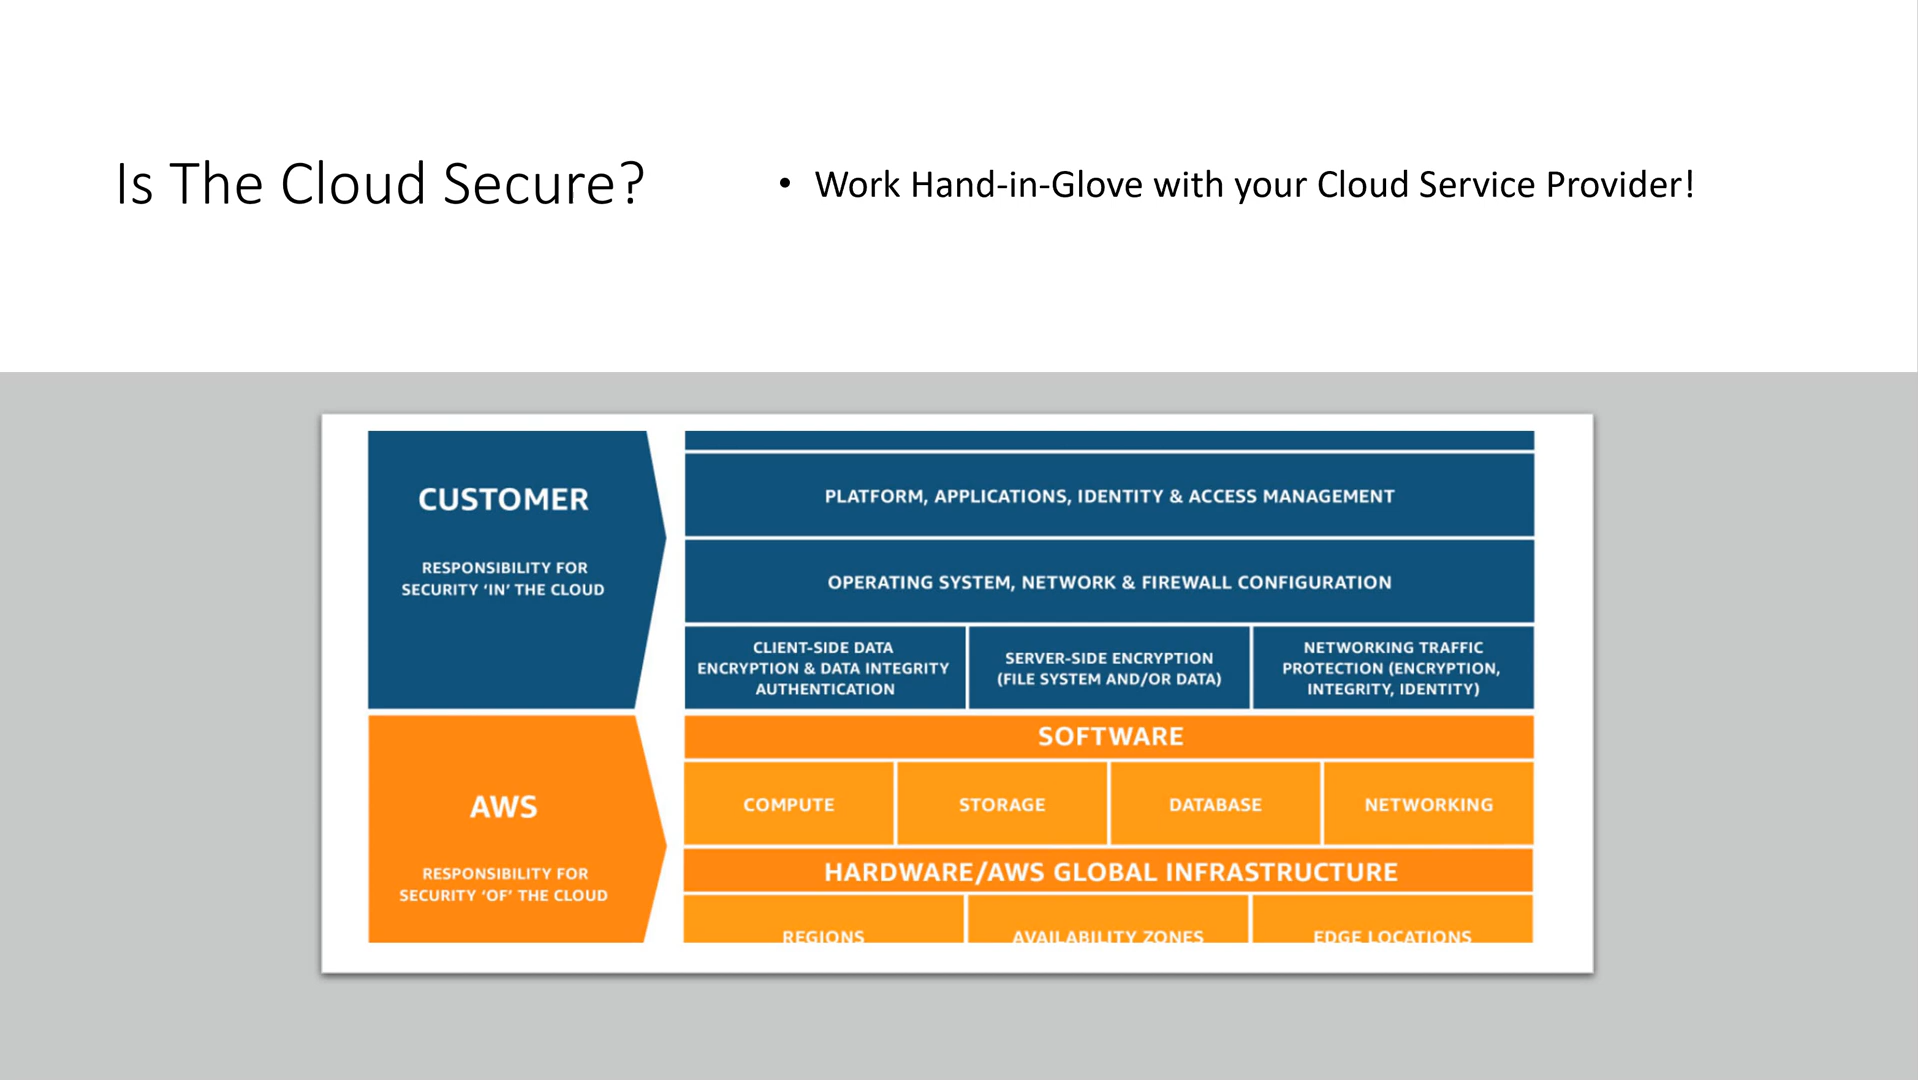 Is The Cloud Secure?
• Work Hand-in-Glove with your Cloud Service Provider!
CUSTOMER
RESPONSIBILITY FOR
SECURITY ‘IN’ THE CLOUD
PLATFORM, APPLICATIONS, IDENTITY & ACCESS MANAGEMENT
OPERATING SYSTEM, NETWORK & FIREWALL CONFIGURATION
CLIENT-SIDE DATA
ENCRYPTION & DATA INTEGRITY
AUTHENTICATION
SERVER-SIDE ENCRYPTION
(FILE SYSTEM AND/OR DATA)
NETWORKING TRAFFIC
PROTECTION (ENCRYPTION,
INTEGRITY, IDENTITY)
AWS
RESPONSIBILITY FOR
SECURITY ‘OF’ THE CLOUD
SOFTWARE
COMPUTE
STORAGE
DATABASE
NETWORKING
HARDWARE/AWS GLOBAL INFRASTRUCTURE
REGIONS
AVAILABILITY ZONES
EDGE LOCATIONS